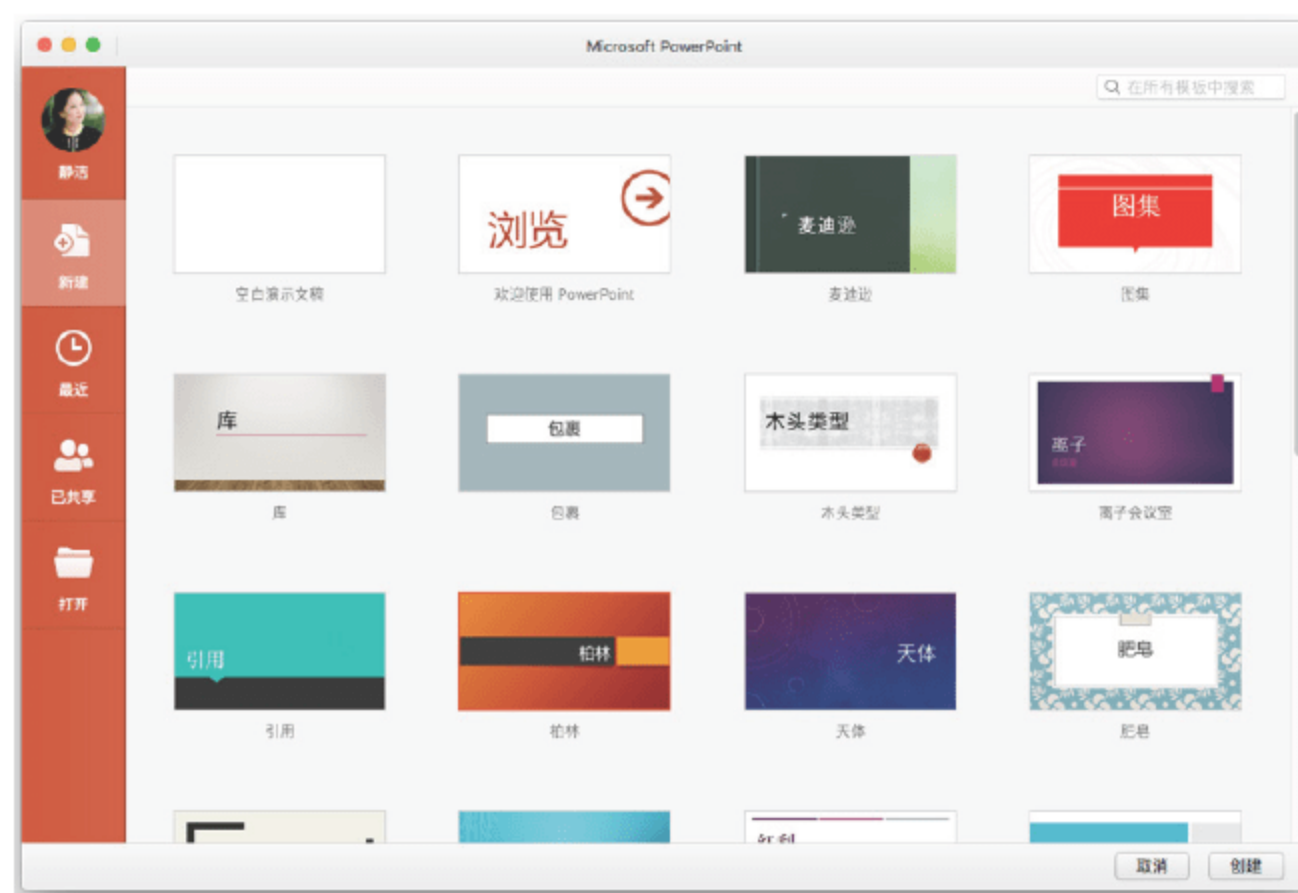 Microsoft PowerPoint
在所有模板中搜索
静洁
新建
最近
已共享
打开
浏览
麦迪逊
图集
空白演示文稿
欢迎使用 PowerPoint
麦迪逊
图集
库
包裹
木头类型
离子
库
包裹
木头类型
离子会议室
引用
柏林
天体
肥皂
引用
柏林
天体
肥皂
红利
取消
创建